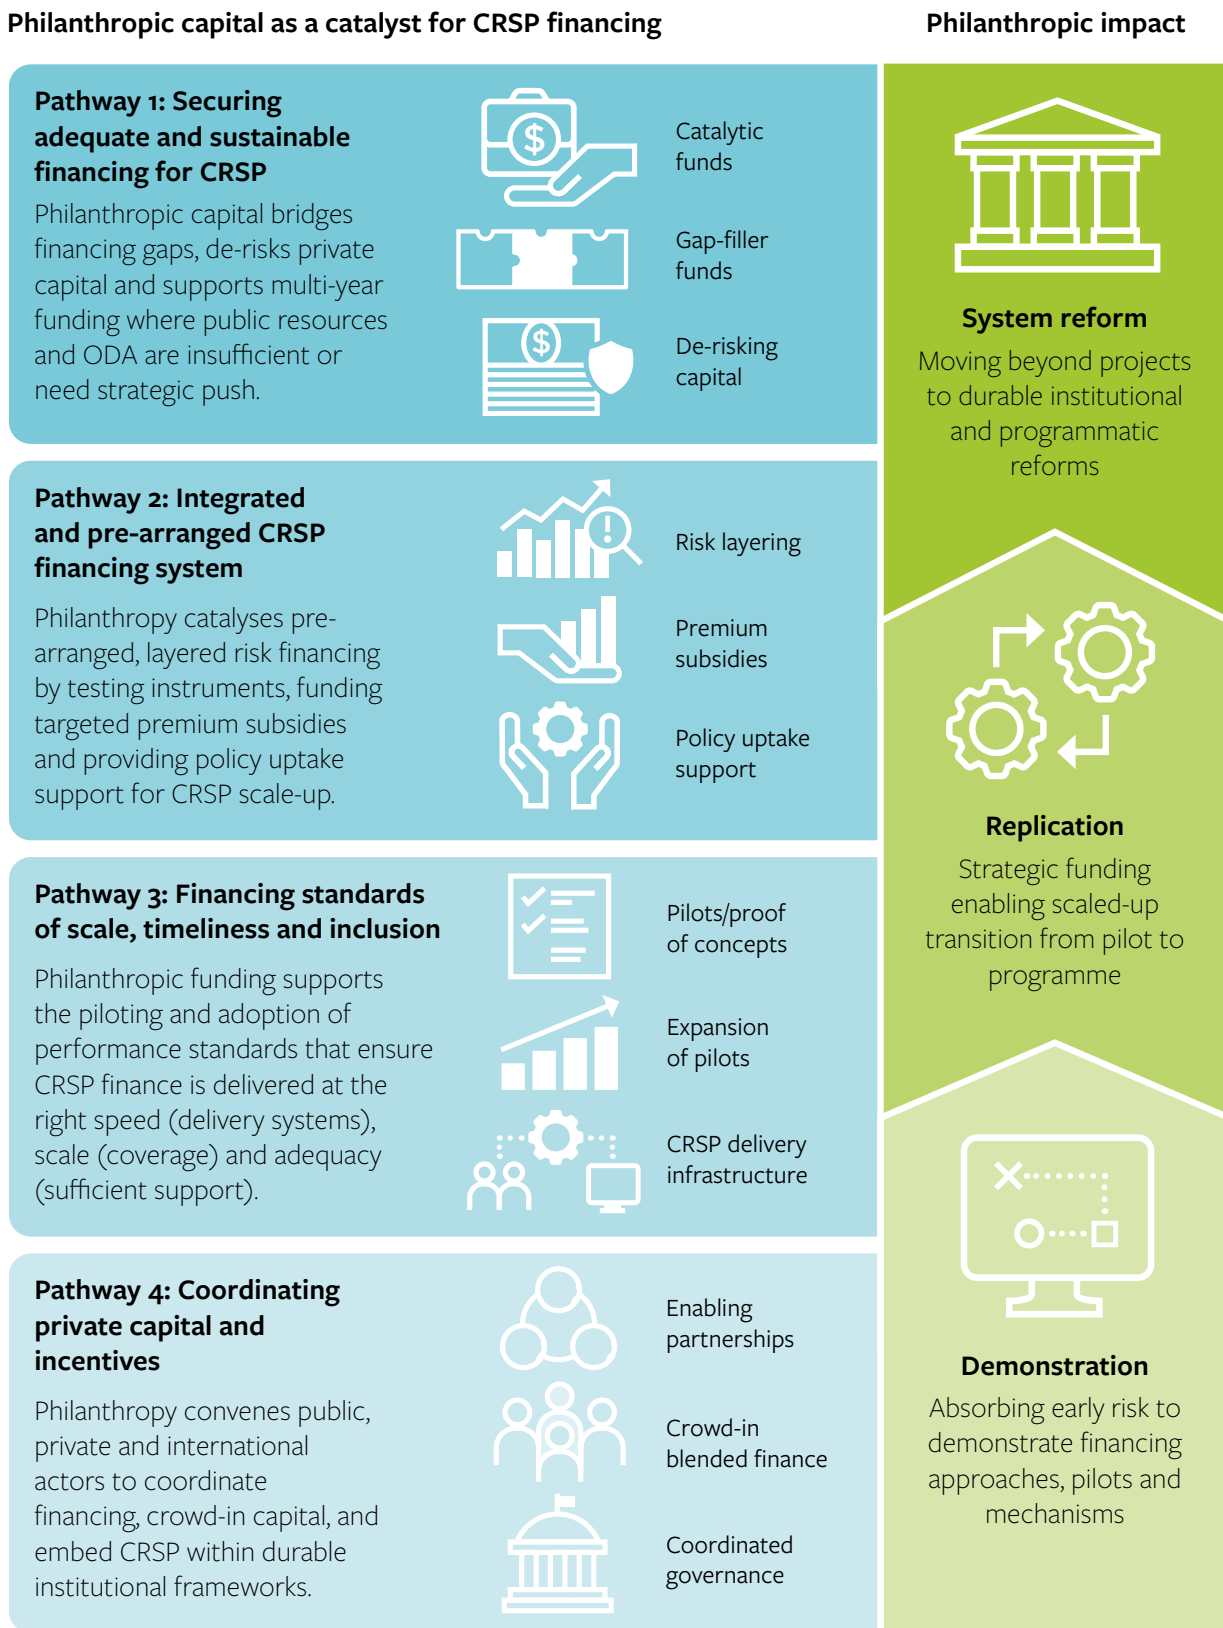 Philanthropic capital as a catalyst for CRSP financing
Pathway 1: Securing
adequate and sustainable
financing for CRSP
Philanthropic capital bridges
financing gaps, de-risks private
capital and supports multi-year
funding where public resources
and ODA are insufficient or
need strategic push.
$
Catalytic
funds
Gap-filler
funds
$
De-risking
capital
Pathway 2: Integrated
and pre-arranged CRSP
financing system
Philanthropy catalyses pre-
arranged, layered risk financing
by testing instruments, funding
targeted premium subsidies
and providing policy uptake
support for CRSP scale-up.
!
Risk layering
Premium
subsidies
Policy uptake
support
Pathway 3: Financing standards
of scale, timeliness and inclusion
Philanthropic funding supports
the piloting and adoption of
performance standards that ensure
CRSP finance is delivered at the
right speed (delivery systems),
scale (coverage) and adequacy
(sufficient support).
Pilots/proof
of concepts
Expansion
of pilots
CRSP delivery
infrastructure
Pathway 4: Coordinating
private capital and
incentives
Philanthropy convenes public,
private and international
actors to coordinate
financing, crowd-in capital, and
embed CRSP within durable
institutional frameworks.
Enabling
partnerships
Crowd-in
blended finance
Coordinated
governance
Philanthropic impact
System reform
Moving beyond projects
to durable institutional
and programmatic
reforms
Replication
Strategic funding
enabling scaled-up
transition from pilot to
programme
Demonstration
Absorbing early risk to
demonstrate financing
approaches, pilots and
mechanisms